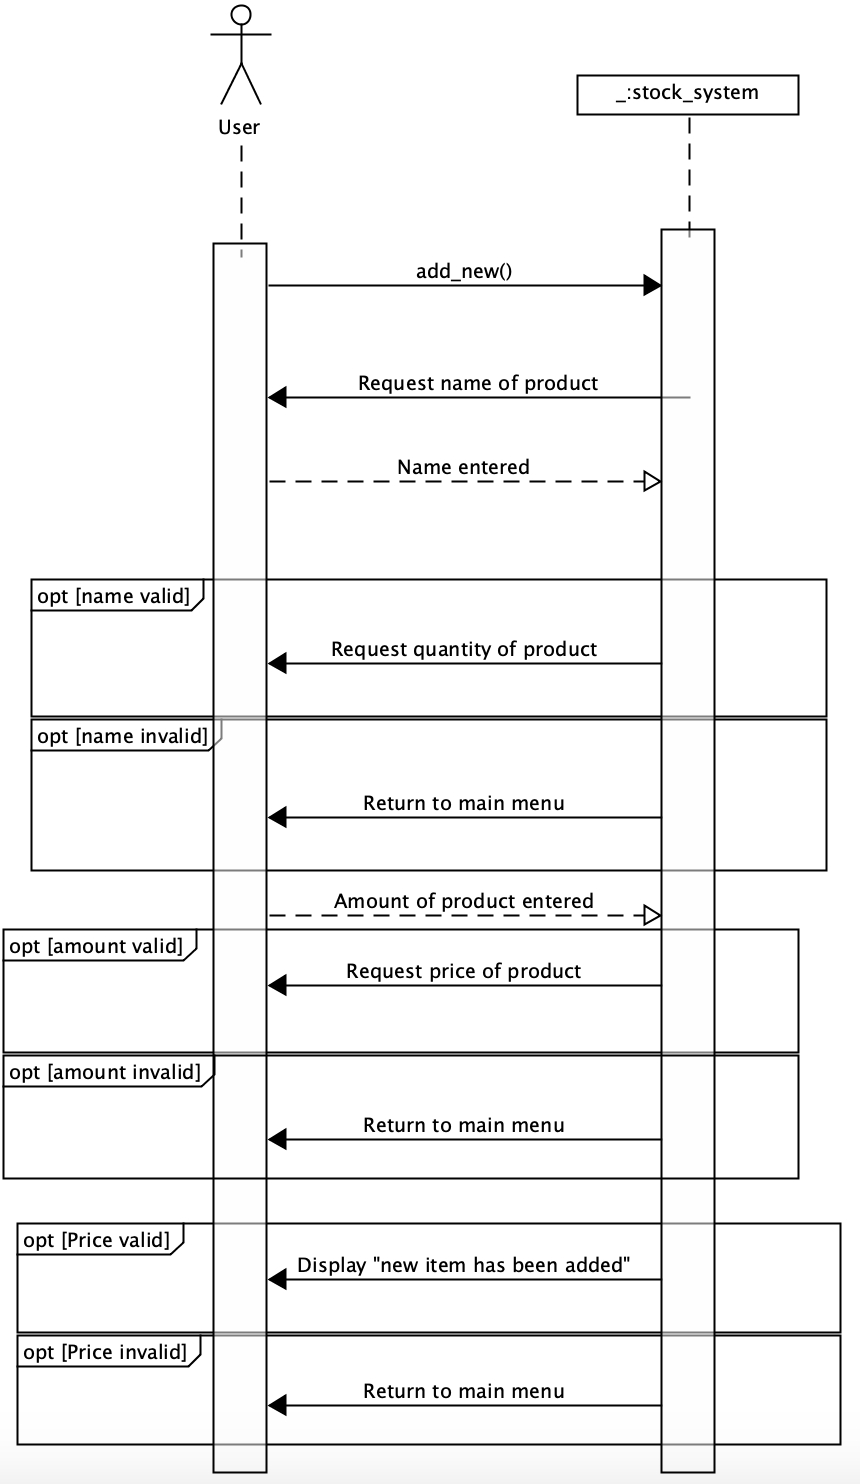 User
_:stock_system
add_new()
Request name of product
Name entered
opt [name valid]
Request quantity of product
opt [name invalid]
Return to main menu
Amount of product entered
opt [amount valid]
Request price of product
opt [amount invalid]
Return to main menu
opt [Price valid]
Display "new item has been added"
opt [Price invalid]
Return to main menu